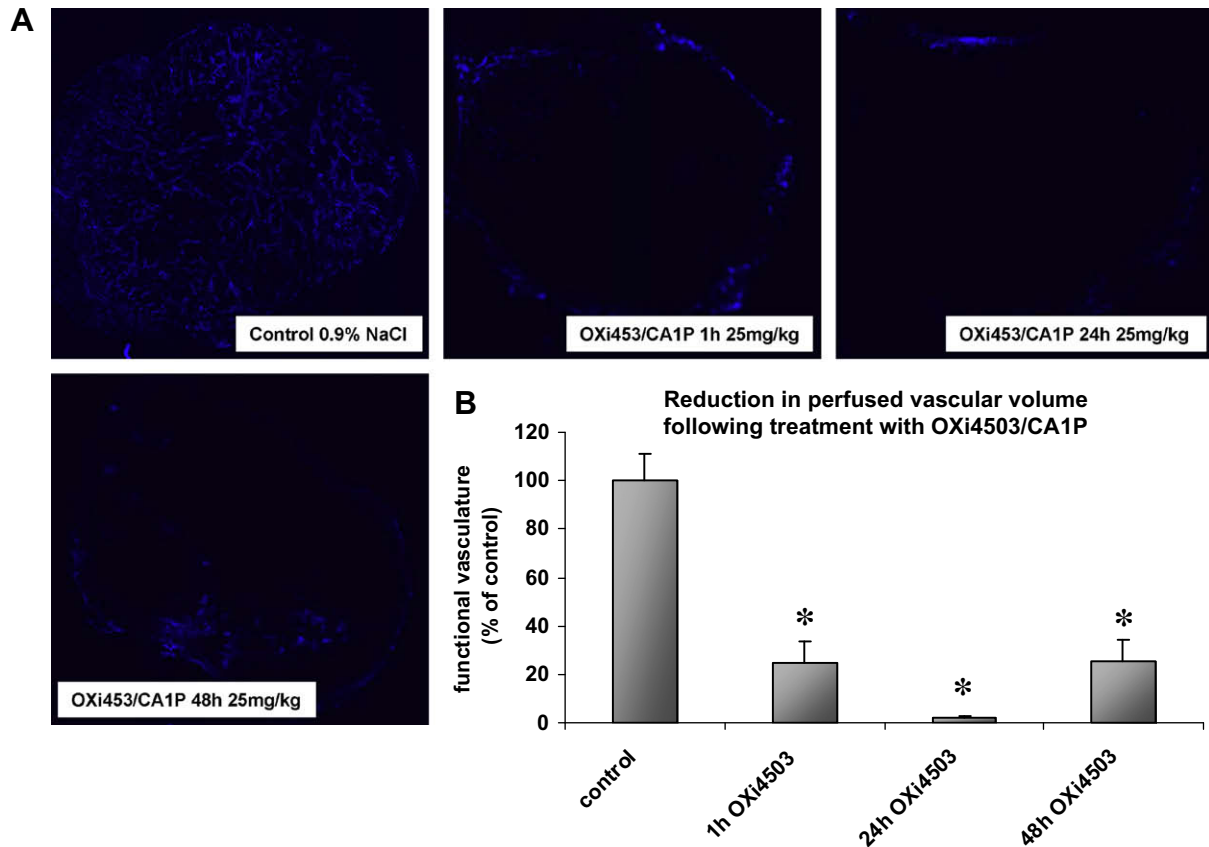 A
Control 0.9% NaCl
OXi453/CA1P 1h 25mg/kg
OXi453/CA1P 24h 25mg/kg
OXi453/CA1P 48h 25mg/kg
B
Reduction in perfused vascular volume
following treatment with OXi4503/CA1P
functional vasculature
(% of control)
120
100
80
60
40
20
0
*
*
*
control
1h OXi4503
24h OXi4503
48h OXi4503